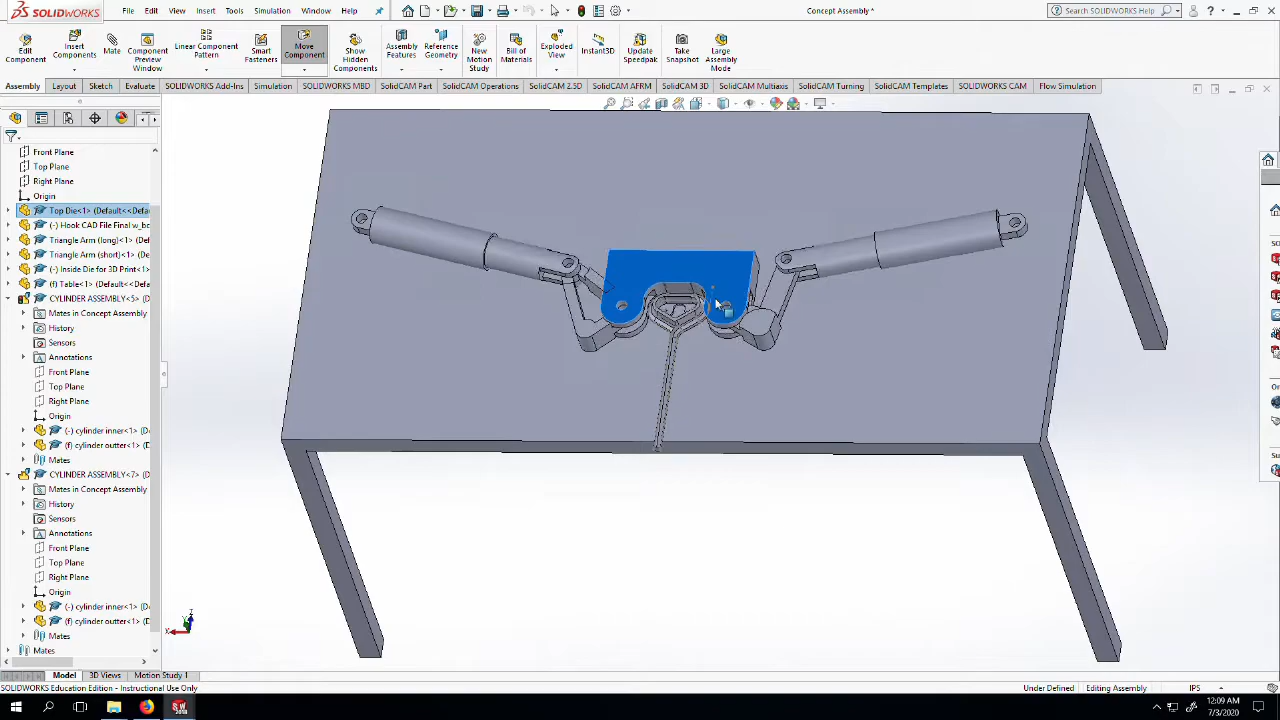 SOLIDWORKS
File Edit View Insert Tools Simulation Window Help
Concept Assembly *
Search SOLIDWORKS Help
Edit Component
Insert Components
Mate
Component Preview Window
Linear Component Pattern
Smart Fasteners
Move Component
Show Hidden Components
Assembly Features
Reference Geometry
New Motion Study
Bill of Materials
Exploded View
Instant3D
Update Speedpak
Take Snapshot
Large Assembly Mode
Assembly Layout Sketch Evaluate SOLIDWORKS Add-Ins Simulation SOLIDWORKS MBD SolidCAM Part SolidCAM Operations SolidCAM 2.5D SolidCAM AFRM SolidCAM 3D SolidCAM Multiaxis SolidCAM Turning SolidCAM Templates SOLIDWORKS CAM Flow Simulation
Front Plane
Top Plane
Right Plane
Origin
Top Die<1> (Default<<Defa
(-) Hook CAD File Final w_bo
Triangle Arm (long)<1> (De
Triangle Arm (short)<1> (De
(-) Inside Die for 3D Print<1>
(f) Table<1> (Default<<Def
CYLINDER ASSEMBLY<5> (D
Mates in Concept Assembly
History
Sensors
Annotations
Front Plane
Top Plane
Right Plane
Origin
(-) cylinder inner<1> (De
(f) cylinder outter<1> (D
Mates
CYLINDER ASSEMBLY<7> (D
Mates in Concept Assembly
History
Sensors
Annotations
Front Plane
Top Plane
Right Plane
Origin
(-) cylinder inner<1> (De
(f) cylinder outter<1> (D
Mates
Mates
Model 3D Views Motion Study 1
SOLIDWORKS Education Edition - Instructional Use Only
Under Defined Editing Assembly IPS
12:09 AM
7/3/2020